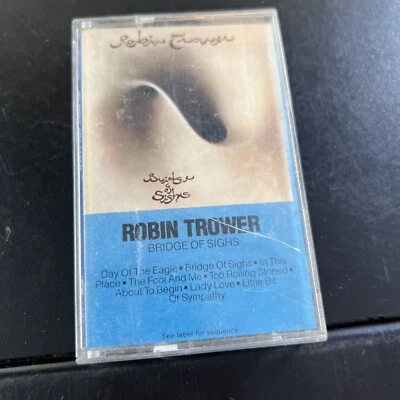 Robin Trower
Bridge
of
Sighs
ROBIN TROWER
BRIDGE OF SIGHS
Day Of The Eagle • Bridge Of Sighs • In This
Place • The Fool And Me • Too Rolling Stoned •
About To Begin • Lady Love • Little Bit
Of Sympathy
See label for sequence